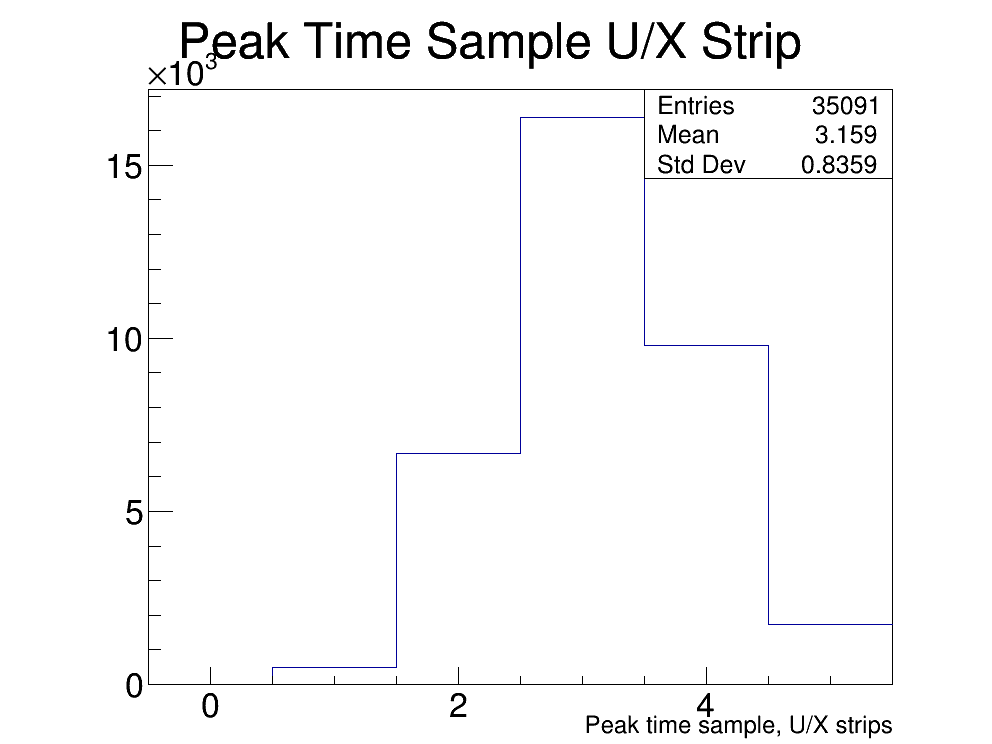 Peak Time Sample U/X Strip
×10³
Entries 35091
Mean 3.159
Std Dev 0.8359
15
10
5
0
0 2 4
Peak time sample, U/X strips